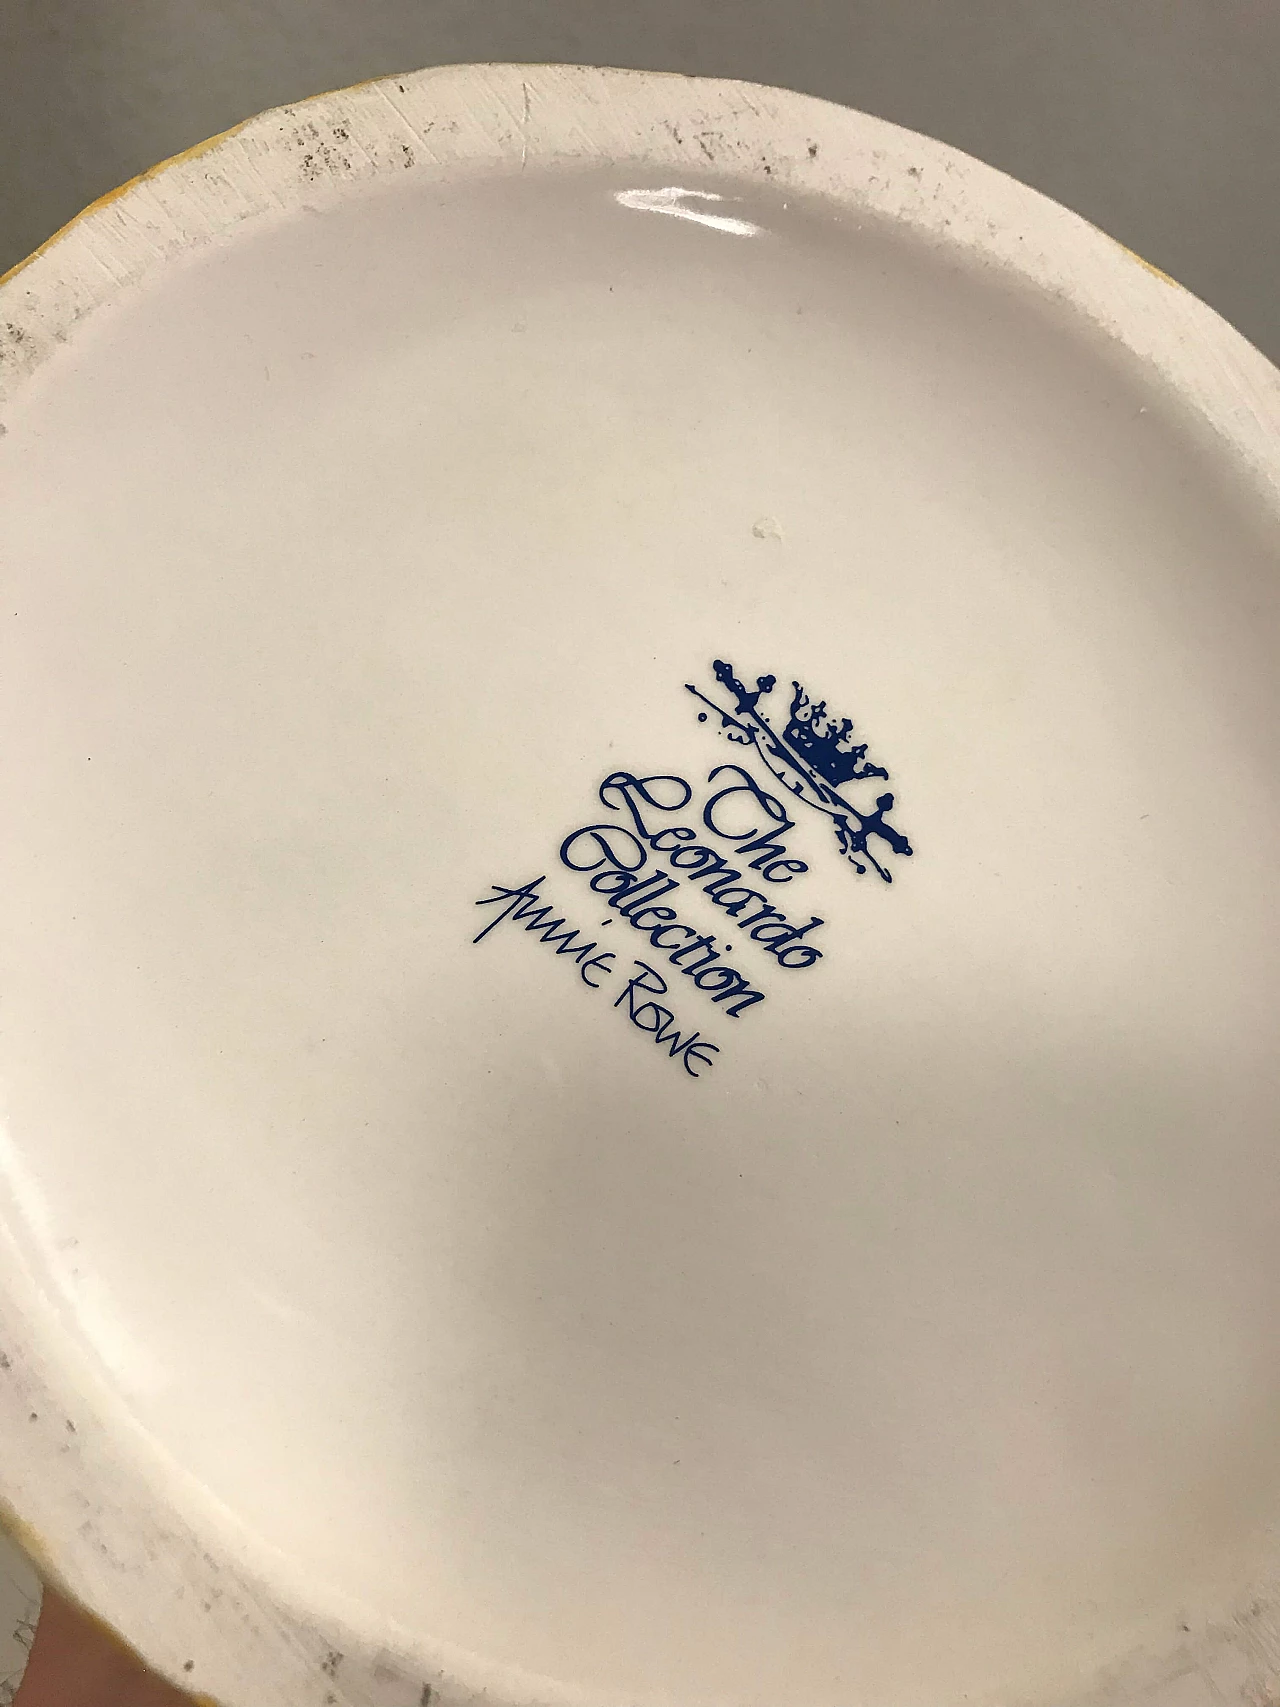 The
Leonardo
Collection
Annie Rowe